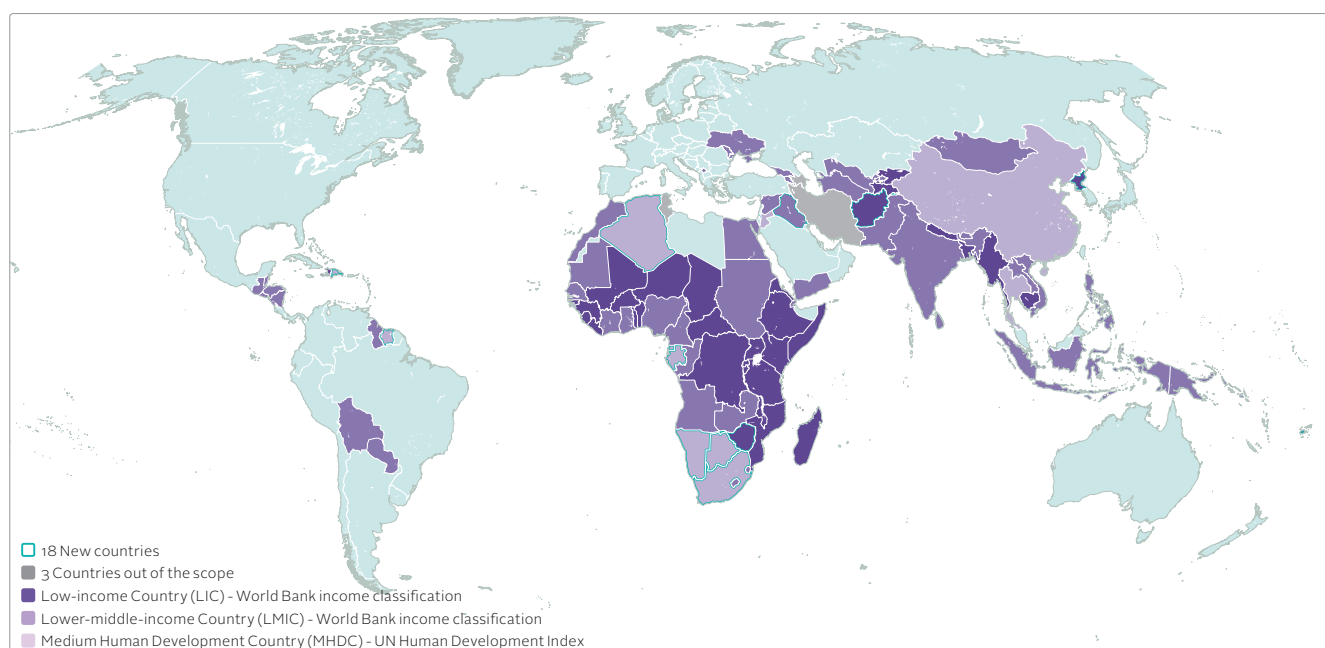 18 New countries
3 Countries out of the scope
Low-income Country (LIC) - World Bank income classification
Lower-middle-income Country (LMIC) - World Bank income classification
Medium Human Development Country (MHDC) - UN Human Development Index